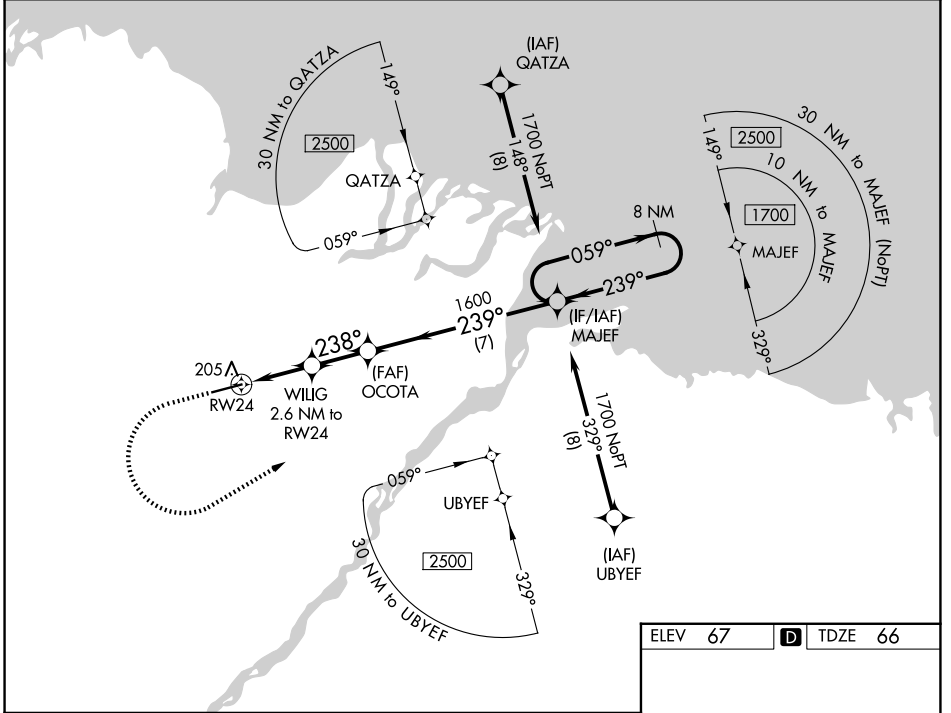 (IAF)
QATZA
30 NM to QATZA
149°
2500
QATZA
059°
1700 NoPT
148°
(8)
30 NM to MAJEF (NoPT)
149°
2500
10 NM to MAJEF
1700
MAJEF
329°
8 NM
059°
239°
(IF/IAF)
MAJEF
1600
239°
(7)
238°
(FAF)
OCOTA
205
RW24
WILIG
2.6 NM to
RW24
1700 NoPT
329°
(8)
059°
UBYEF
2500
329°
30 NM to UBYEF
(IAF)
UBYEF
ELEV 67 D TDZE 66